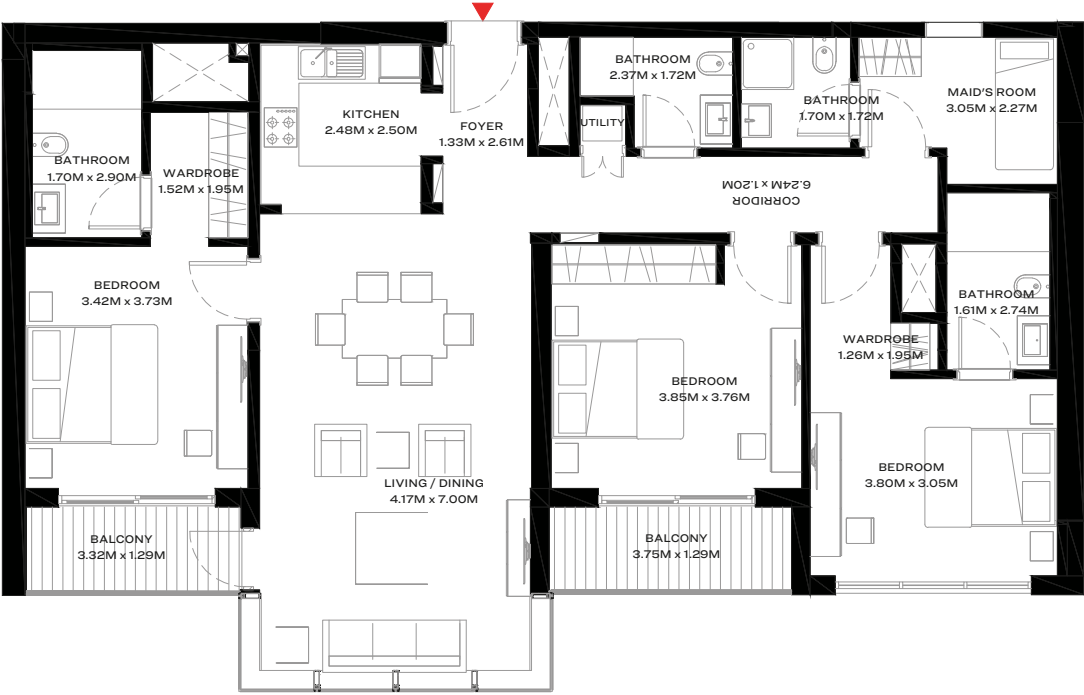 BATHROOM
2.37M x 1.72M
KITCHEN
2.48M x 2.50M
FOYER
1.33M x 2.61M
UTILITY
BATHROOM
1.70M x 1.72M
MAID'S ROOM
3.05M x 2.27M
BATHROOM
1.70M x 2.90M
WARDROBE
1.52M x 1.95M
CORRIDOR
6.24M x 1.20M
BEDROOM
3.42M x 3.73M
BATHROOM
1.61M x 2.74M
WARDROBE
1.26M x 1.95M
BEDROOM
3.85M x 3.76M
LIVING / DINING
4.17M x 7.00M
BEDROOM
3.80M x 3.05M
BALCONY
3.32M x 1.29M
BALCONY
3.75M x 1.29M